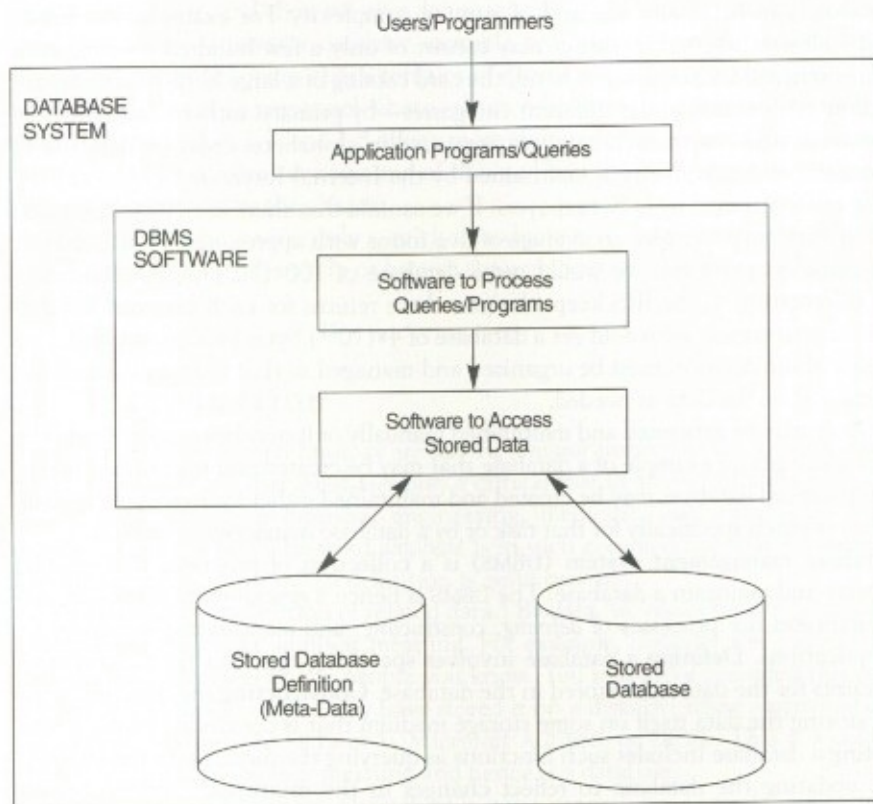 Users/Programmers
DATABASE
SYSTEM
Application Programs/Queries
DBMS
SOFTWARE
Software to Process
Queries/Programs
Software to Access
Stored Data
Stored Database
Definition
(Meta-Data)
Stored
Database